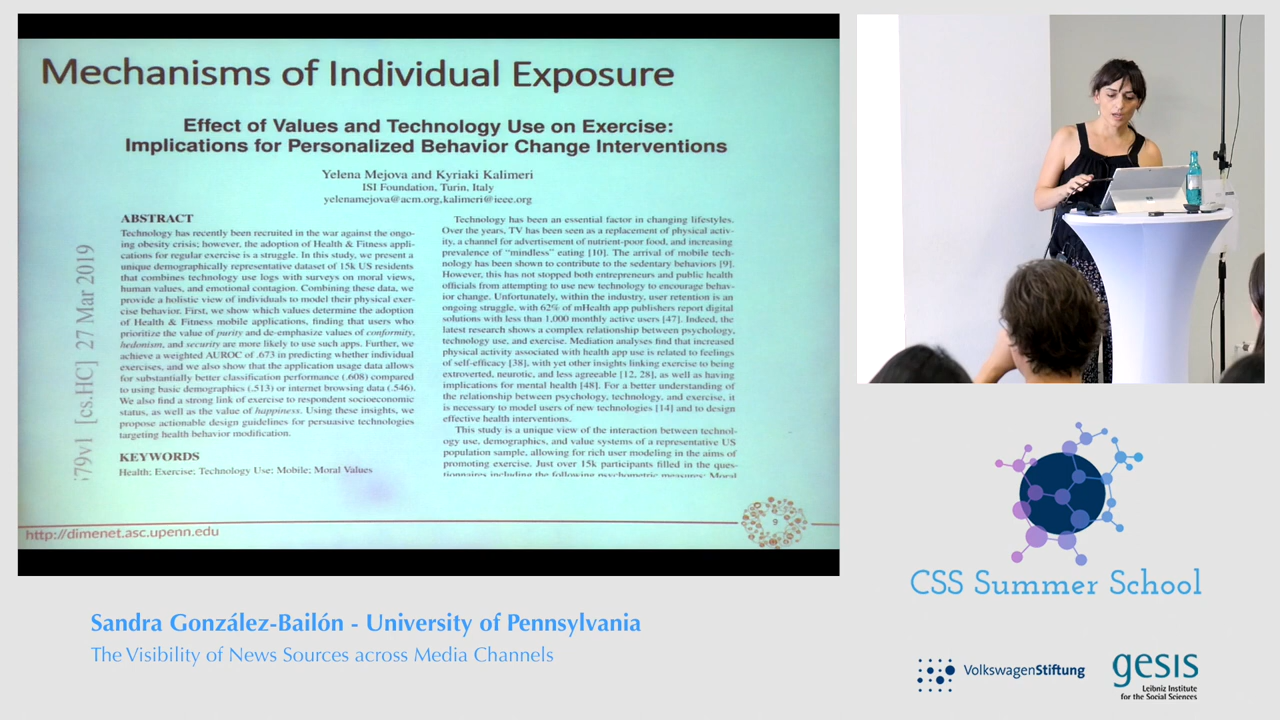 Mechanisms of Individual Exposure
Effect of Values and Technology Use on Exercise:
Implications for Personalized Behavior Change Interventions
Yelena Mejova and Kyriaki Kalimeri
ISI Foundation, Turin, Italy
yelenamejova@acm.org,kalimeri@ieee.org
79v1 [cs.HC] 27 Mar 2019
ABSTRACT
Technology has recently been recruited in the war against the ongo-
ing obesity crisis; however, the adoption of Health & Fitness appli-
cations for regular exercise is a struggle. In this study, we present a
unique demographically representative dataset of 15k US residents
that combines technology use logs with surveys on moral views,
human values, and emotional contagion. Combining these data, we
provide a holistic view of individuals to model their physical exer-
cise behavior. First, we show which values determine the adoption
of Health & Fitness mobile applications, finding that users who
prioritize the value of purity and de-emphasize values of conformity,
hedonism, and security are more likely to use such apps. Further, we
achieve a weighted AUROC of .673 in predicting whether individual
exercises, and we also show that the application usage data allows
for substantially better classification performance (.608) compared
to using basic demographics (.513) or internet browsing data (.546).
We also find a strong link of exercise to respondent socioeconomic
status, as well as the value of happiness. Using these insights, we
propose actionable design guidelines for persuasive technologies
targeting health behavior modification.
KEYWORDS
Health; Exercise; Technology Use; Mobile; Moral Values
Technology has been an essential factor in changing lifestyles.
Over the years, TV has been seen as a replacement of physical activ-
ity, a channel for advertisement of nutrient-poor food, and increasing
prevalence of "mindless" eating [10]. The arrival of mobile tech-
nology has been shown to contribute to the sedentary behaviors [9].
However, this has not stopped both entrepreneurs and public health
officials from attempting to use new technology to encourage behav-
ior change. Unfortunately, within the industry, user retention is an
ongoing struggle, with 62% of mHealth app publishers report digital
solutions with less than 1,000 monthly active users [47]. Indeed, the
latest research shows a complex relationship between psychology,
technology use, and exercise. Mediation analyses find that increased
physical activity associated with health app use is related to feelings
of self-efficacy [38], with yet other insights linking exercise to being
extroverted, neurotic, and less agreeable [12, 28], as well as having
implications for mental health [48]. For a better understanding of
the relationship between psychology, technology, and exercise, it
is necessary to model users of new technologies [14] and to design
effective health interventions.
This study is a unique view of the interaction between technol-
ogy use, demographics, and value systems of a representative US
population sample, allowing for rich user modeling in the aims of
promoting exercise. Just over 15k participants filled in the ques-
tionnaires including the following psychometric measures: Moral
http://dimenet.asc.upenn.edu
9
Sandra González-Bailón - University of Pennsylvania
The Visibility of News Sources across Media Channels
CSS Summer School
VolkswagenStiftung
gesis
Leibniz Institute
for the Social Sciences